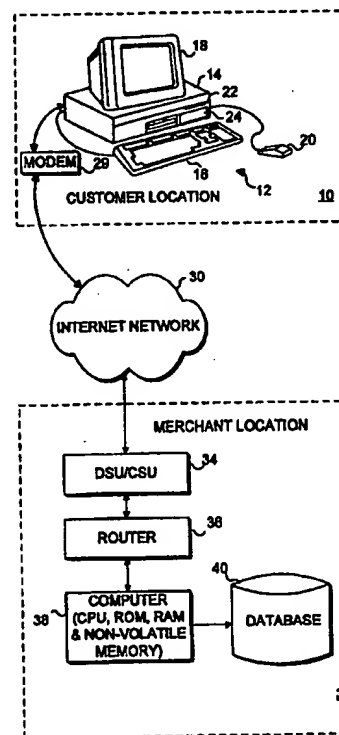 18
14
22
24
20
MODEM
29
18
12
CUSTOMER LOCATION
10
30
INTERNET NETWORK
MERCHANT LOCATION
DSU/CSU
34
ROUTER
36
40
38
COMPUTER
(CPU, ROM, RAM
& NON-VOLATILE
MEMORY)
DATABASE